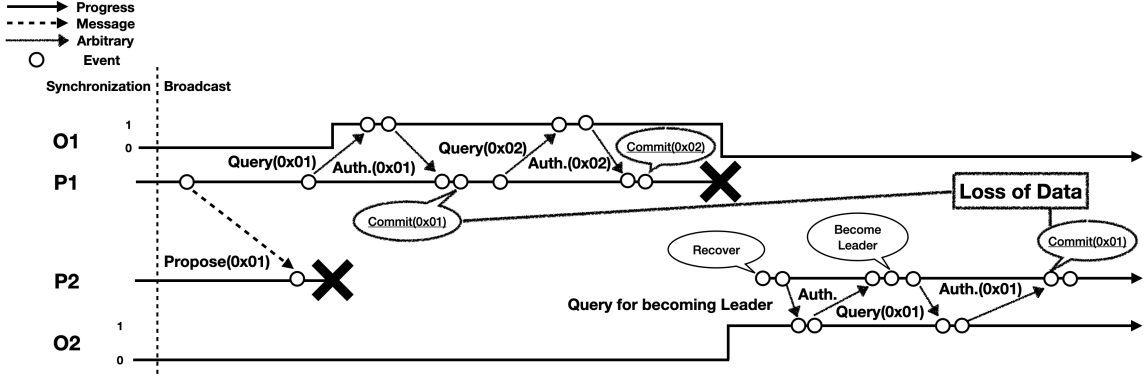 Progress
Message
Arbitrary
Event
Synchronization Broadcast
O1
1
0
Query(0x01)
Auth.(0x01)
Query(0x02)
Auth.(0x02)
Commit(0x02)
P1
Commit(0x01)
Loss of Data
Propose(0x01)
P2
Recover
Become
Leader
Commit(0x01)
Query for becoming Leader
Auth.
Query(0x01)
Auth.(0x01)
O2
1
0